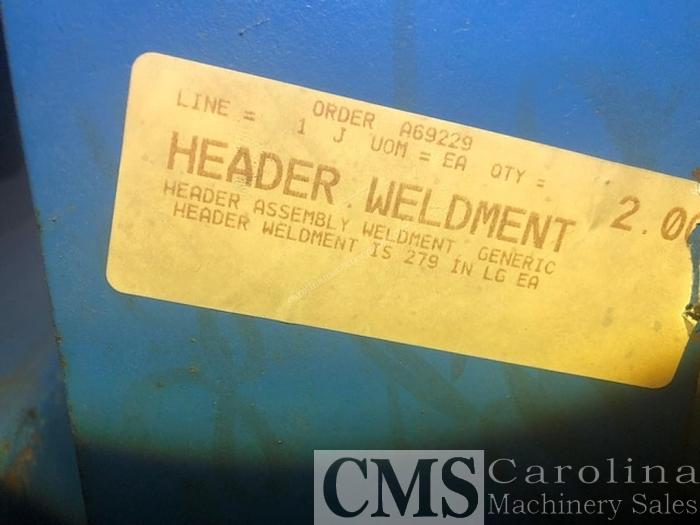 ORDER A69229
LINE = 1 J UOM = EA QTY = 2.0
HEADER WELDMENT
HEADER ASSEMBLY WELDMENT, GENERIC
HEADER WELDMENT IS 279 IN LG EA
CMS Carolina
Machinery Sales